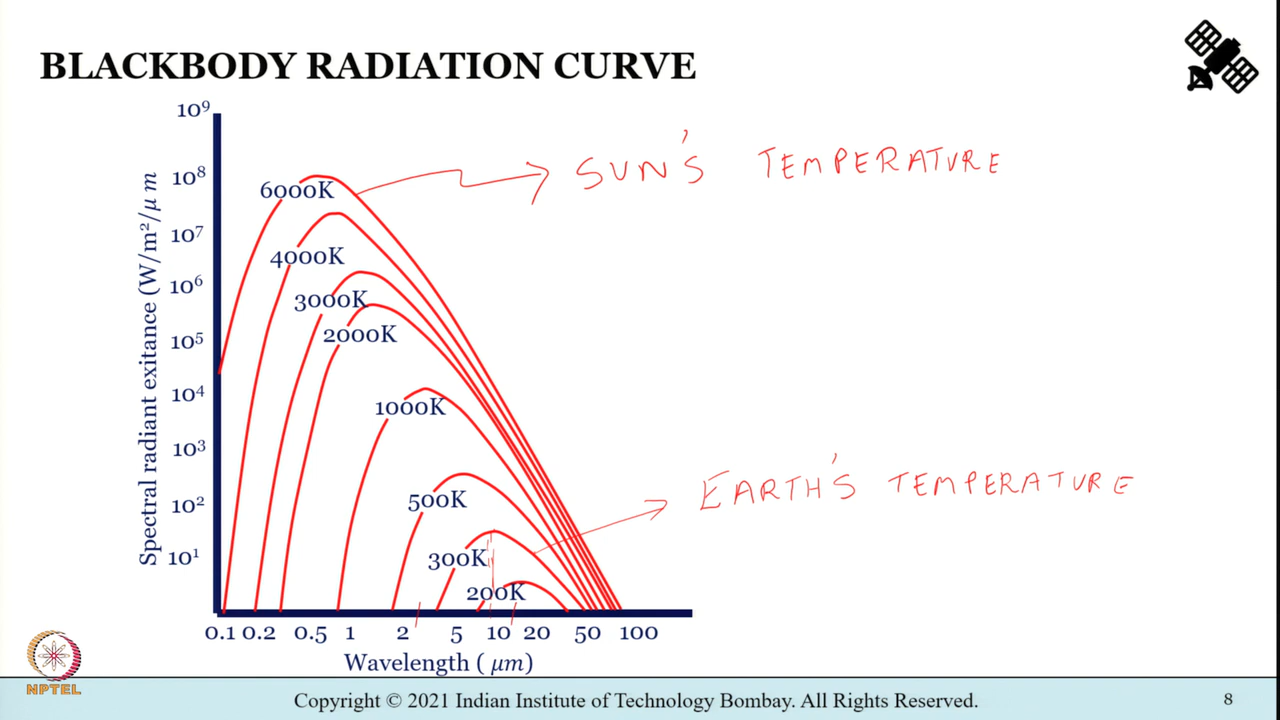 BLACKBODY RADIATION CURVE
10⁹
10⁸
10⁷
10⁶
10⁵
10⁴
10³
10²
10¹
Spectral radiant exitance (W/m²/μ m)
6000K
4000K
3000K
2000K
1000K
500K
300K
200K
SUN'S TEMPERATURE
EARTH'S TEMPERATURE
0.1 0.2 0.5 1 2 5 10 20 50 100
Wavelength ( μm)
NPTEL
Copyright © 2021 Indian Institute of Technology Bombay. All Rights Reserved.
8